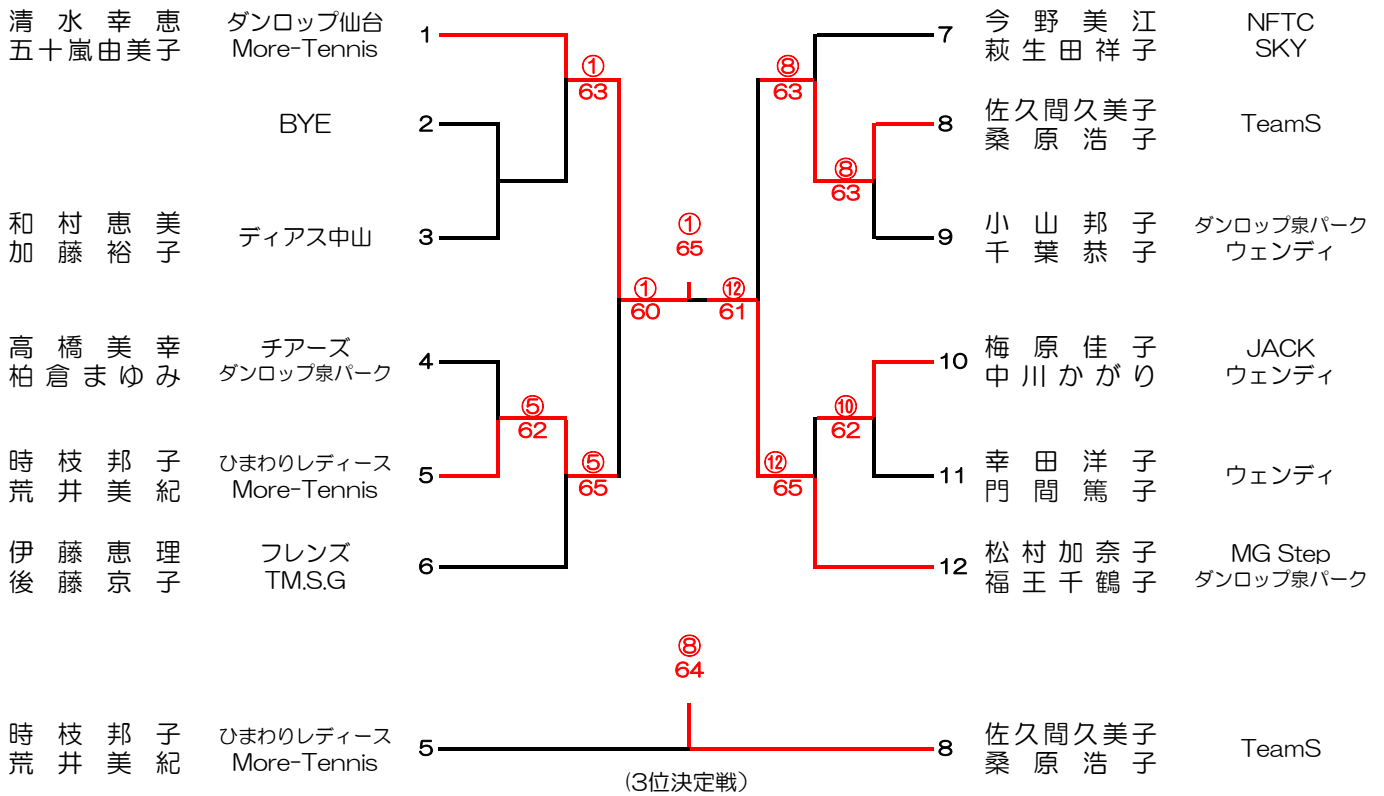 清水幸恵 ダンロップ仙台
五十嵐由美子 More-Tennis
1
①
63
BYE 2
和村恵美
加藤裕子
ディアス中山 3
高橋美幸 チアーズ
柏倉まゆみ ダンロップ泉パーク
4
⑤
62
時枝邦子 ひまわりレディース
荒井美紀 More-Tennis
5
⑤
65
伊藤恵理 フレンズ
後藤京子 TM.S.G
6
①
60
①
65
⑫
61
7
今野美江 NFTC
萩生田祥子 SKY
⑧
63
8
佐久間久美子
桑原浩子
TeamS
⑧
63
9
小山邦子 ダンロップ泉パーク
千葉恭子 ウェンディ
10
梅原佳子 JACK
中川かがり ウェンディ
⑩
62
11
幸田洋子
門間篤子
ウェンディ
⑫
65
12
松村加奈子 MG Step
福王千鶴子 ダンロップ泉パーク
⑧
64
時枝邦子 ひまわりレディース
荒井美紀 More-Tennis
5
8
佐久間久美子
桑原浩子
TeamS
(3位決定戦)